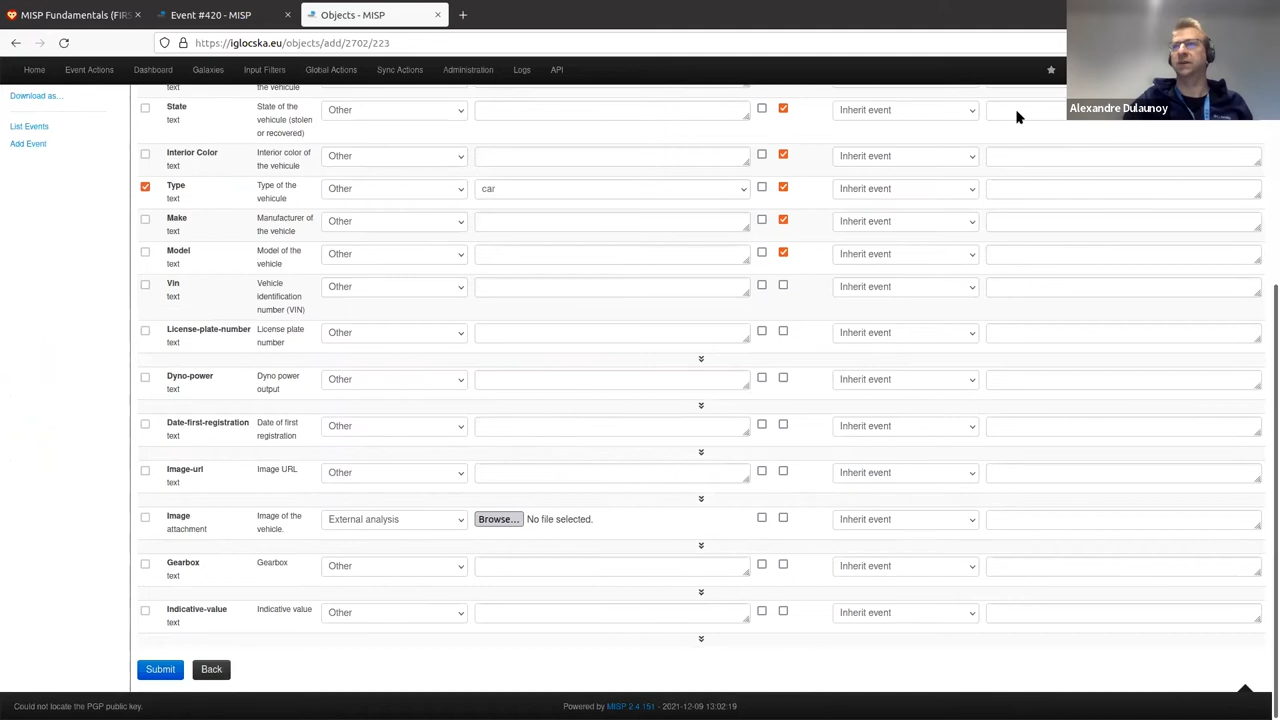 MISP Fundamentals (FIRS
Event #420 - MISP
Objects - MISP
https://iglocska.eu/objects/add/2702/223
Home Event Actions Dashboard Galaxies Input Filters Global Actions Sync Actions Administration Logs API
Alexandre Dulaunoy
Download as...
List Events
Add Event
the vehicule
State
text
State of the
vehicule (stolen
or recovered)
Other
Inherit event
Interior Color
text
Interior color of
the vehicule
Other
Inherit event
Type
text
Type of the
vehicule
Other
car
Inherit event
Make
text
Manufacturer of
the vehicle
Other
Inherit event
Model
text
Model of the
vehicle
Other
Inherit event
Vin
text
Vehicle
identification
number (VIN)
Other
Inherit event
License-plate-number
text
License plate
number
Other
Inherit event
Dyno-power
text
Dyno power
output
Other
Inherit event
Date-first-registration
text
Date of first
registration
Other
Inherit event
Image-url
text
Image URL
Other
Inherit event
Image
attachment
Image of the
vehicle.
External analysis
Browse... No file selected.
Inherit event
Gearbox
text
Gearbox
Other
Inherit event
Indicative-value
text
Indicative value
Other
Inherit event
Submit
Back
Could not locate the PGP public key.
Powered by MISP 2.4.151 - 2021-12-09 13:02:19